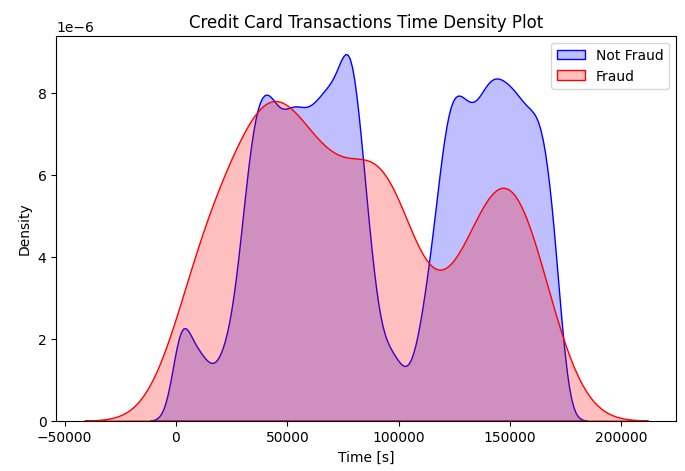 Credit Card Transactions Time Density Plot
1e−6
Not Fraud
Fraud
8
6
4
2
0
Density
−50000 0 50000 100000 150000 200000
Time [s]